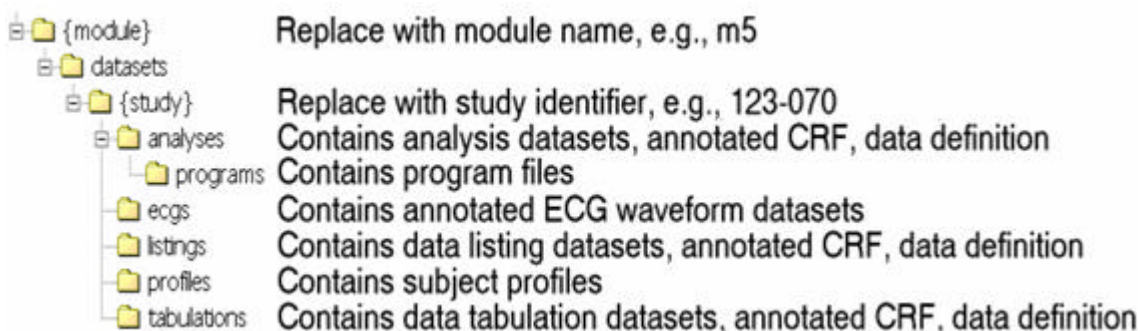 {module} Replace with module name, e.g., m5
datasets
{study} Replace with study identifier, e.g., 123-070
analyses Contains analysis datasets, annotated CRF, data definition
programs Contains program files
ecgs Contains annotated ECG waveform datasets
listings Contains data listing datasets, annotated CRF, data definition
profiles Contains subject profiles
tabulations Contains data tabulation datasets, annotated CRF, data definition